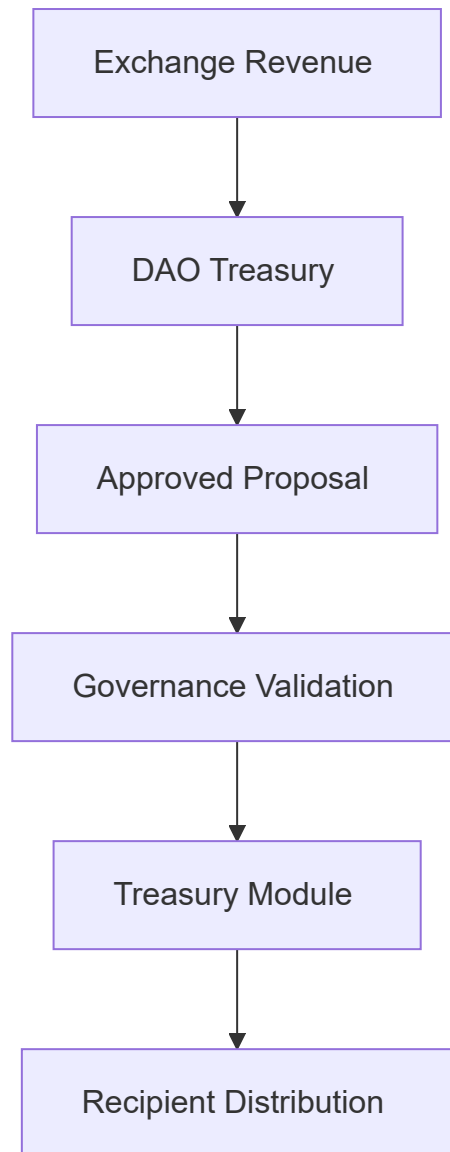 Exchange Revenue
DAO Treasury
Approved Proposal
Governance Validation
Treasury Module
Recipient Distribution